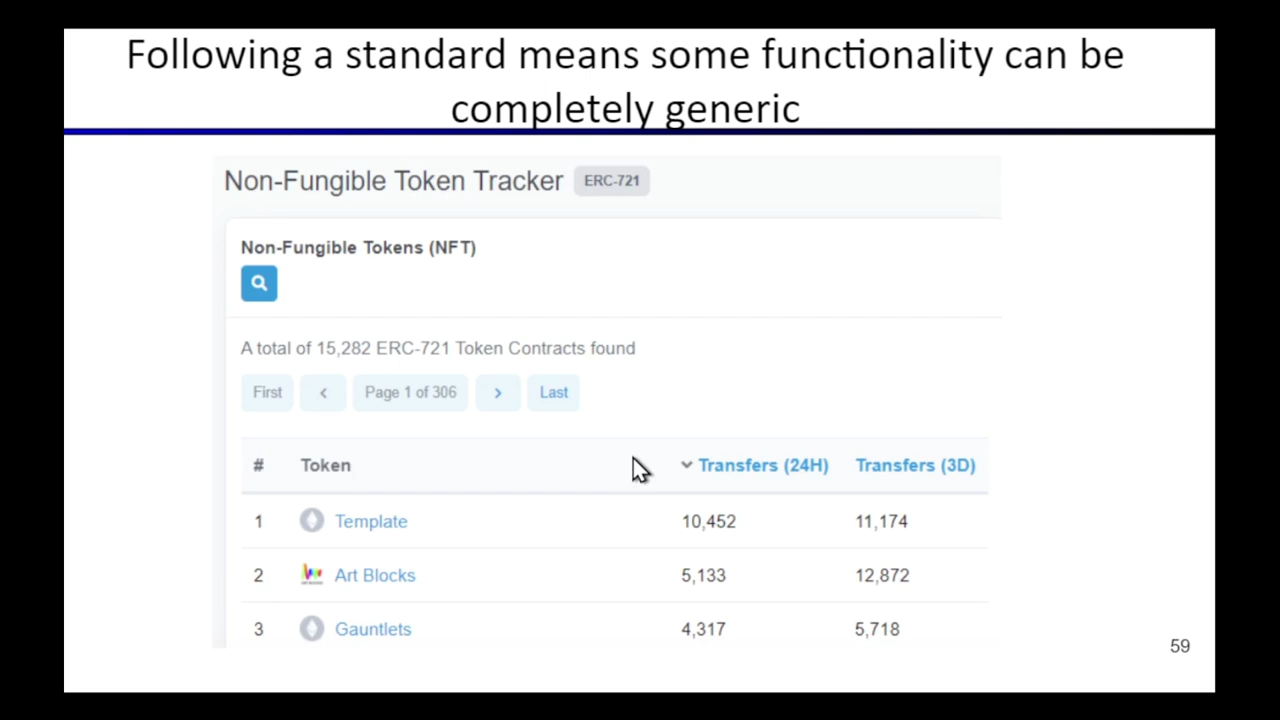 Following a standard means some functionality can be
completely generic
Non-Fungible Token Tracker ERC-721
Non-Fungible Tokens (NFT)
A total of 15,282 ERC-721 Token Contracts found
First < Page 1 of 306 > Last
# Token Transfers (24H) Transfers (3D)
1 Template 10,452 11,174
2 Art Blocks 5,133 12,872
3 Gauntlets 4,317 5,718
59